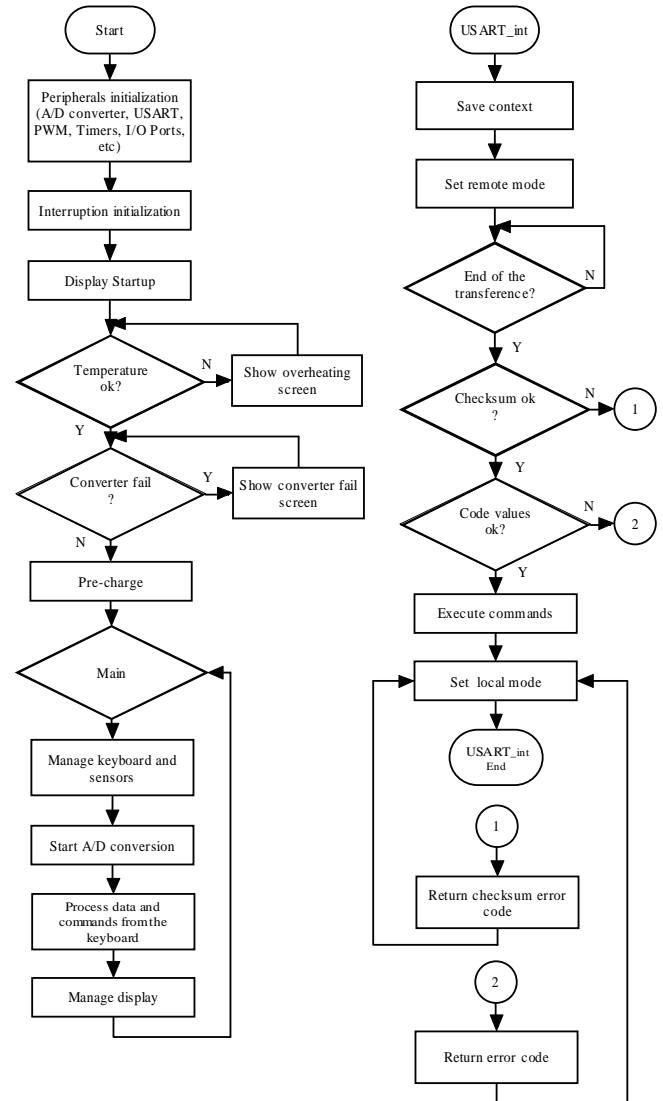 Start
Peripherals initialization
(A/D converter, USART,
PWM, Timers, I/O Ports,
etc)
Interruption initialization
Display Startup
Temperature
ok?
N
Show overheating
screen
Y
Converter fail
?
Y
Show converter fail
screen
N
Pre-charge
Main
Manage keyboard and
sensors
Start A/D conversion
Process data and
commands from the
keyboard
Manage display
USART_int
Save context
Set remote mode
End of the
transference?
N
Y
Checksum ok
?
N
1
Y
Code values
ok?
N
2
Y
Execute commands
Set local mode
USART_int
End
1
Return checksum error
code
2
Return error code